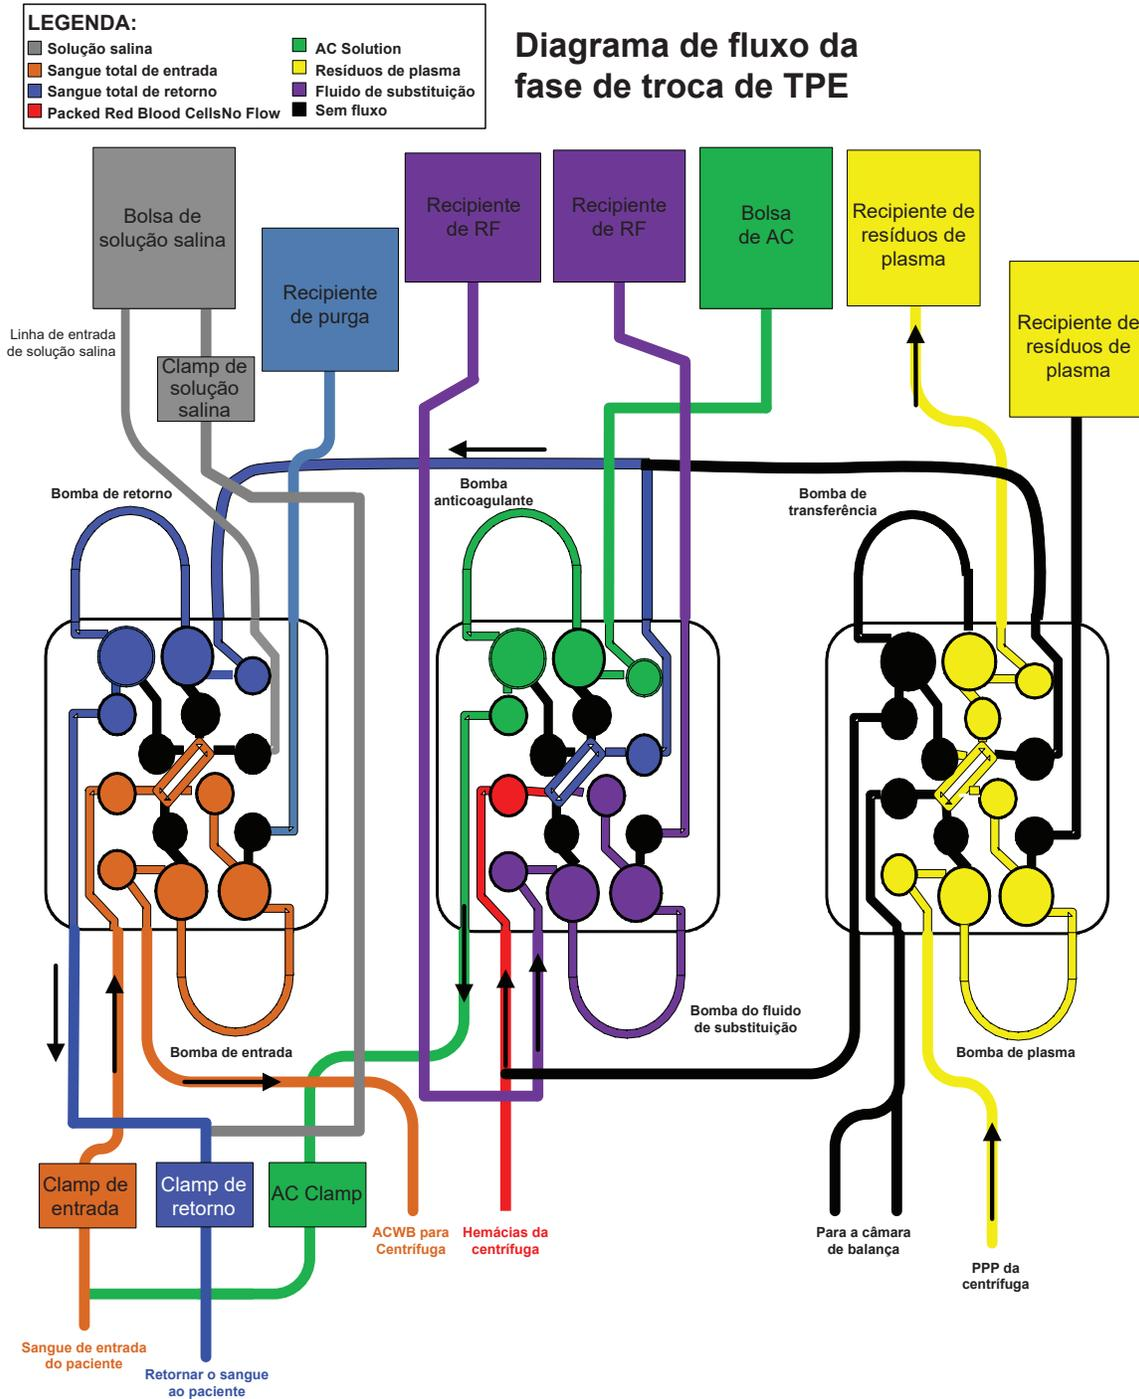 LEGENDA:
Solução salina
Sangue total de entrada
Sangue total de retorno
Packed Red Blood CellsNo Flow
AC Solution
Resíduos de plasma
Fluido de substituição
Sem fluxo
Diagrama de fluxo da
fase de troca de TPE
Bolsa de
solução salina
Recipiente
de purga
Recipiente
de RF
Recipiente
de RF
Bolsa
de AC
Recipiente de
resíduos de
plasma
Recipiente de
resíduos de
plasma
Linha de entrada
de solução salina
Clamp de
solução
salina
Bomba de retorno
Bomba
anticoagulante
Bomba de
transferência
Bomba de entrada
Bomba do fluido
de substituição
Bomba de plasma
Clamp de
entrada
Clamp de
retorno
AC Clamp
ACWB para
Centrífuga
Hemácias da
centrífuga
Para a câmara
de balança
PPP da
centrífuga
Sangue de entrada
do paciente
Retornar o sangue
ao paciente